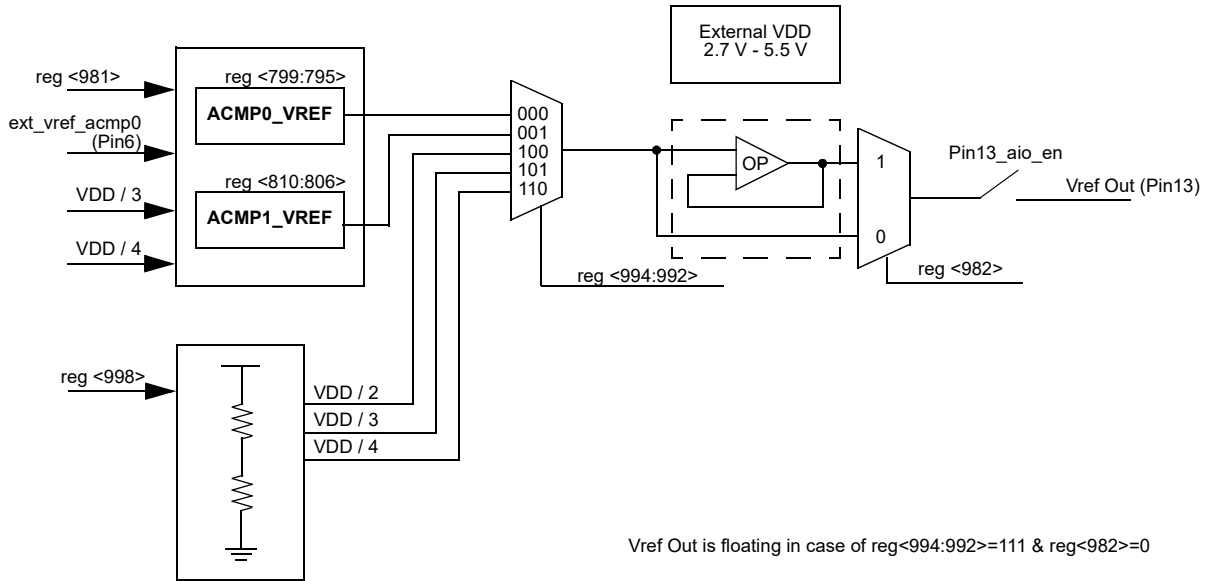 External VDD
2.7 V - 5.5 V
reg <981>
reg <799:795>
ACMP0_VREF
ext_vref_acmp0
(Pin6)
VDD / 3
reg <810:806>
ACMP1_VREF
VDD / 4
000
001
100
101
110
OP
1
0
Pin13_aio_en
Vref Out (Pin13)
reg <994:992>
reg <982>
reg <998>
VDD / 2
VDD / 3
VDD / 4
Vref Out is floating in case of reg<994:992>=111 & reg<982>=0